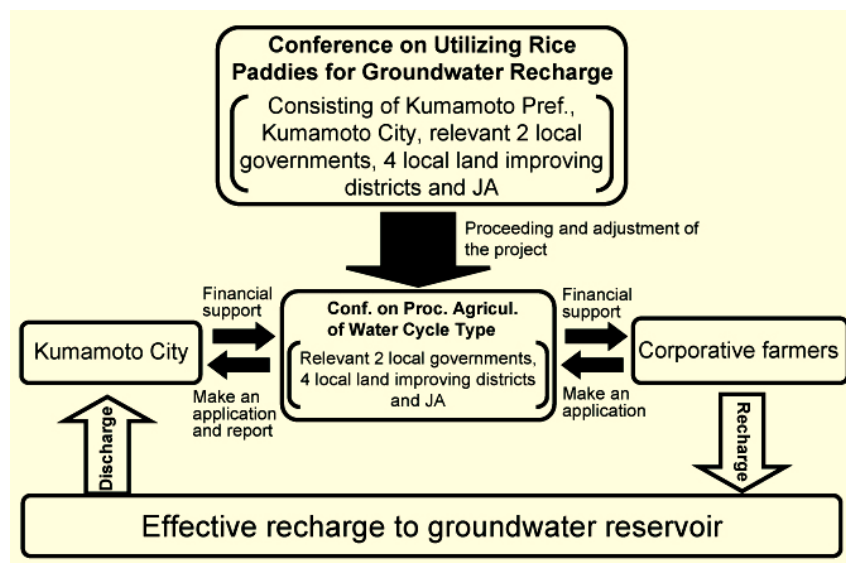 Conference on Utilizing Rice
Paddies for Groundwater Recharge
Consisting of Kumamoto Pref.,
Kumamoto City, relevant 2 local
governments, 4 local land improving
districts and JA
Proceeding and adjustment of
the project
Financial
support
Conf. on Proc. Agricul.
of Water Cycle Type
Financial
support
Kumamoto City
Relevant 2 local governments,
4 local land improving districts
and JA
Corporative farmers
Make an
application
and report
Make an
application
Discharge
Recharge
Effective recharge to groundwater reservoir